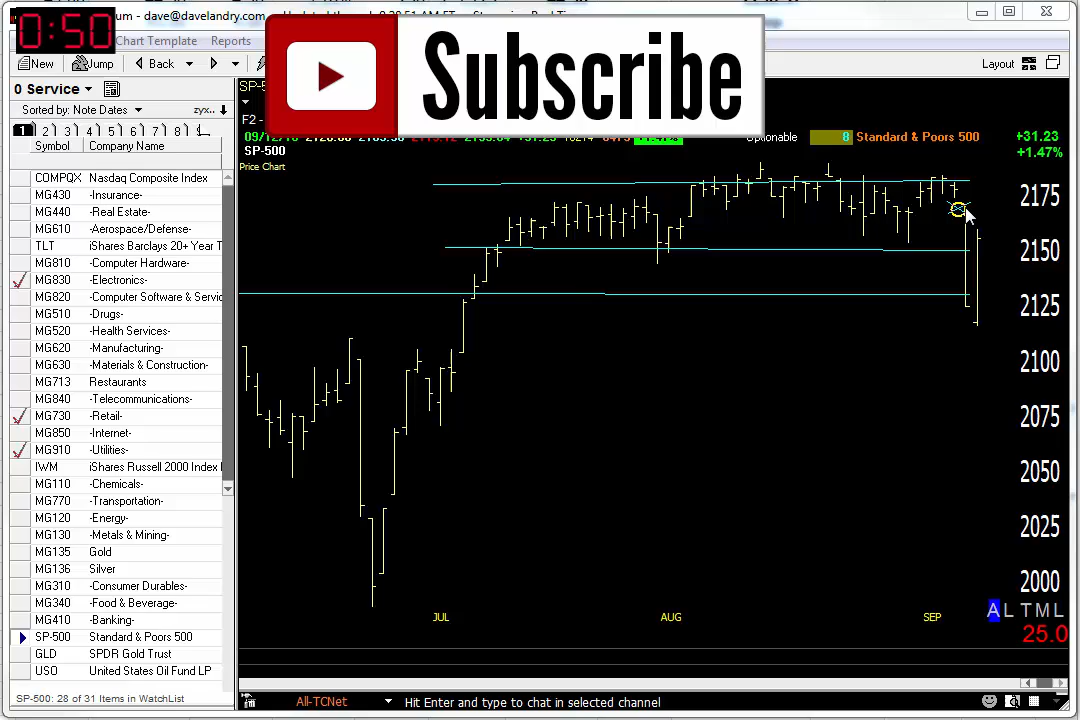 0:50
um - dave@davelandry.com
Subscribe
Chart Template Reports
New Jump Back
Layout
0 Service
Sorted by: Note Dates zyx..
1 2 3 4 5 6 7 8
Symbol Company Name
SP-5
F2 -
Optionable 8 Standard & Poors 500 +31.23
+1.47%
SP-500
Price Chart
COMPQX Nasdaq Composite Index
MG430 -Insurance-
MG440 -Real Estate-
MG610 -Aerospace/Defense-
TLT iShares Barclays 20+ Year T
MG810 -Computer Hardware-
MG830 -Electronics-
MG820 -Computer Software & Servic
MG510 -Drugs-
MG520 -Health Services-
MG620 -Manufacturing-
MG630 -Materials & Construction-
MG713 Restaurants
MG840 -Telecommunications-
MG730 -Retail-
MG850 -Internet-
MG910 -Utilities-
IWM iShares Russell 2000 Index
MG110 -Chemicals-
MG770 -Transportation-
MG120 -Energy-
MG130 -Metals & Mining-
MG135 Gold
MG136 Silver
MG310 -Consumer Durables-
MG340 -Food & Beverage-
MG410 -Banking-
SP-500 Standard & Poors 500
GLD SPDR Gold Trust
USO United States Oil Fund LP
2175
2150
2125
2100
2075
2050
2025
2000
JUL AUG SEP
A L T M L
25.0
SP-500: 28 of 31 Items in WatchList
All-TCNet Hit Enter and type to chat in selected channel